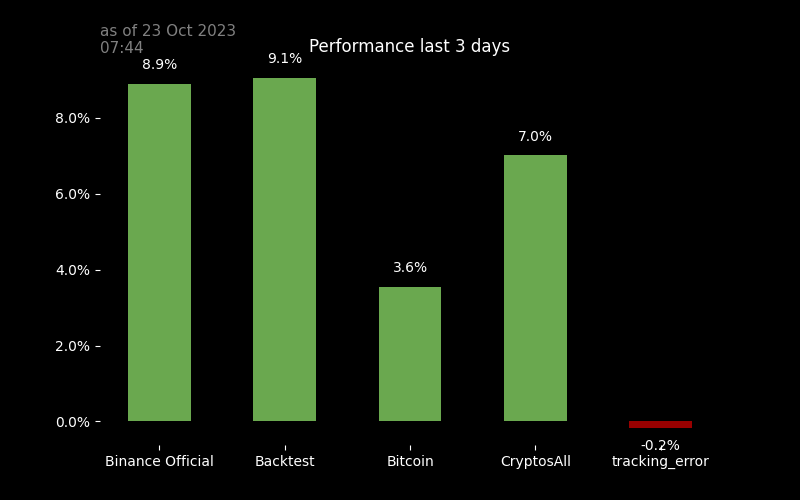 as of 23 Oct 2023
07:44
Performance last 3 days
8.9%
9.1%
3.6%
7.0%
-0.2%
8.0%
6.0%
4.0%
2.0%
0.0%
Binance Official
Backtest
Bitcoin
CryptosAll
tracking_error